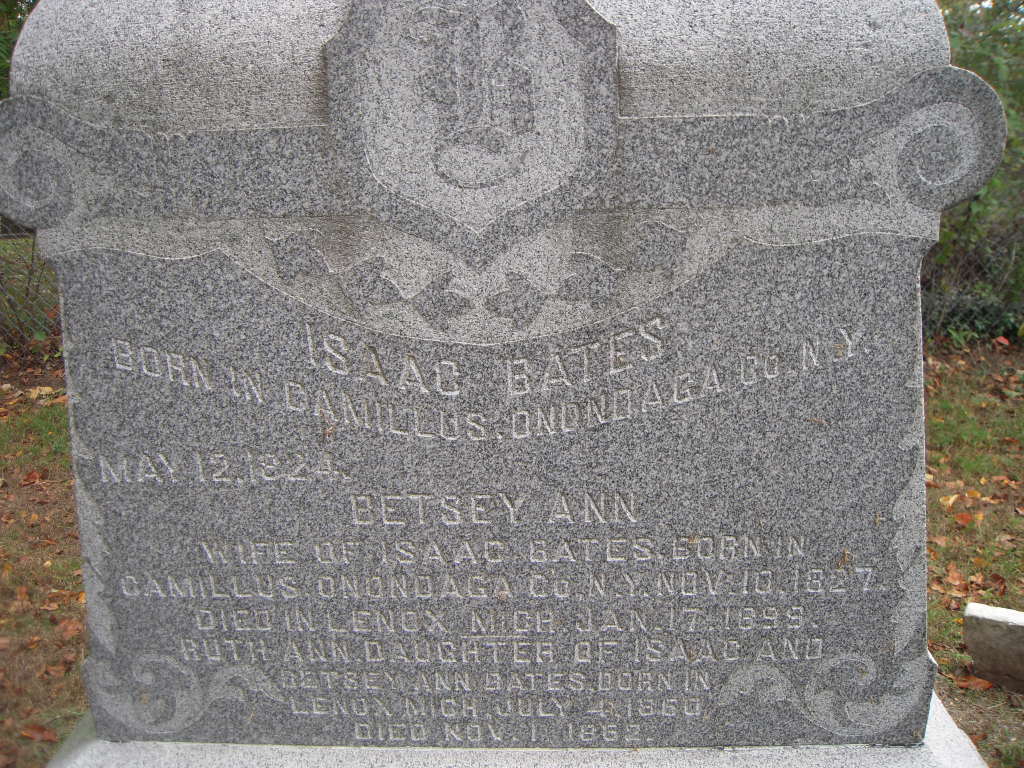 B
ISAAC BATES
BORN IN CAMILLUS, ONONDAGA CO. N.Y.
MAY 12, 1824.
BETSEY ANN
WIFE OF ISAAC BATES, BORN IN
CAMILLUS, ONONDAGA CO. N.Y. NOV. 10, 1827
DIED IN LENOX MICH. JAN. 17, 1899.
RUTH ANN, DAUGHTER OF ISAAC AND
BETSEY ANN BATES, BORN IN
LENOX MICH. JULY 4, 1860
DIED NOV. 1, 1862.